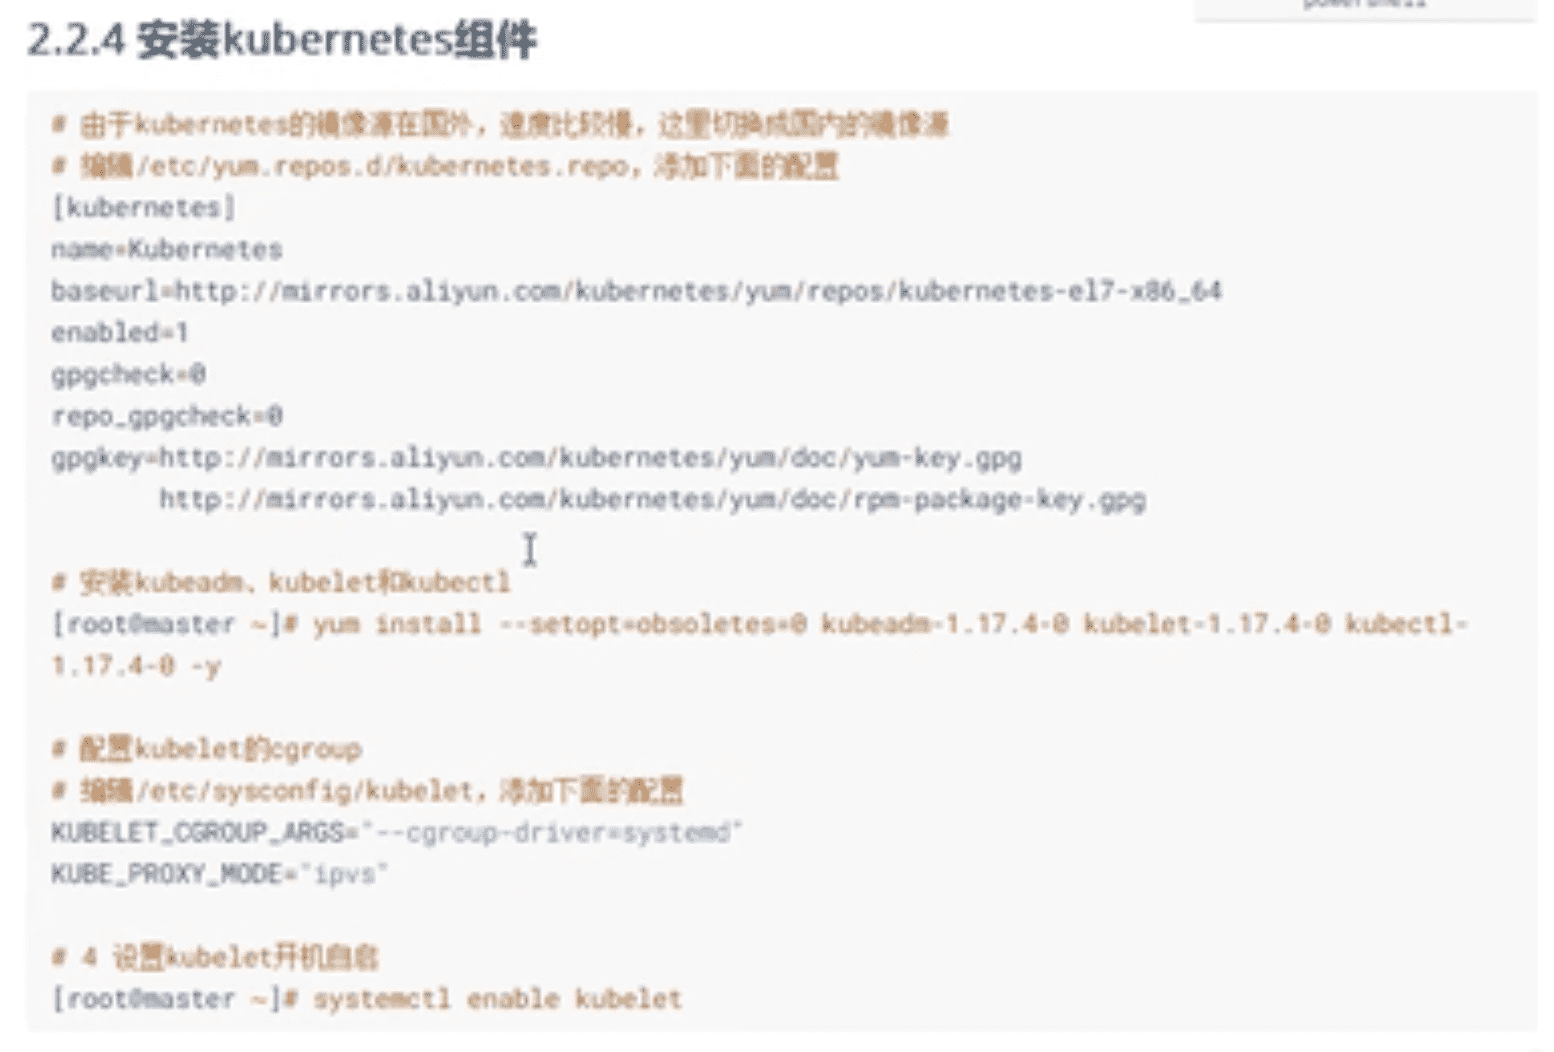 powershell
2.2.4 安装kubernetes组件
# 由于kubernetes的镜像源在国外，速度比较慢，这里切换成国内的镜像源
# 编辑/etc/yum.repos.d/kubernetes.repo，添加下面的配置
[kubernetes]
name=Kubernetes
baseurl=http://mirrors.aliyun.com/kubernetes/yum/repos/kubernetes-el7-x86_64
enabled=1
gpgcheck=0
repo_gpgcheck=0
gpgkey=http://mirrors.aliyun.com/kubernetes/yum/doc/yum-key.gpg
http://mirrors.aliyun.com/kubernetes/yum/doc/rpm-package-key.gpg
# 安装kubeadm、kubelet和kubectl
[root@master ~]# yum install --setopt=obsoletes=0 kubeadm-1.17.4-0 kubelet-1.17.4-0 kubectl-
1.17.4-0 -y
# 配置kubelet的cgroup
# 编辑/etc/sysconfig/kubelet，添加下面的配置
KUBELET_CGROUP_ARGS="--cgroup-driver=systemd"
KUBE_PROXY_MODE="ipvs"
# 4 设置kubelet开机自启
[root@master ~]# systemctl enable kubelet